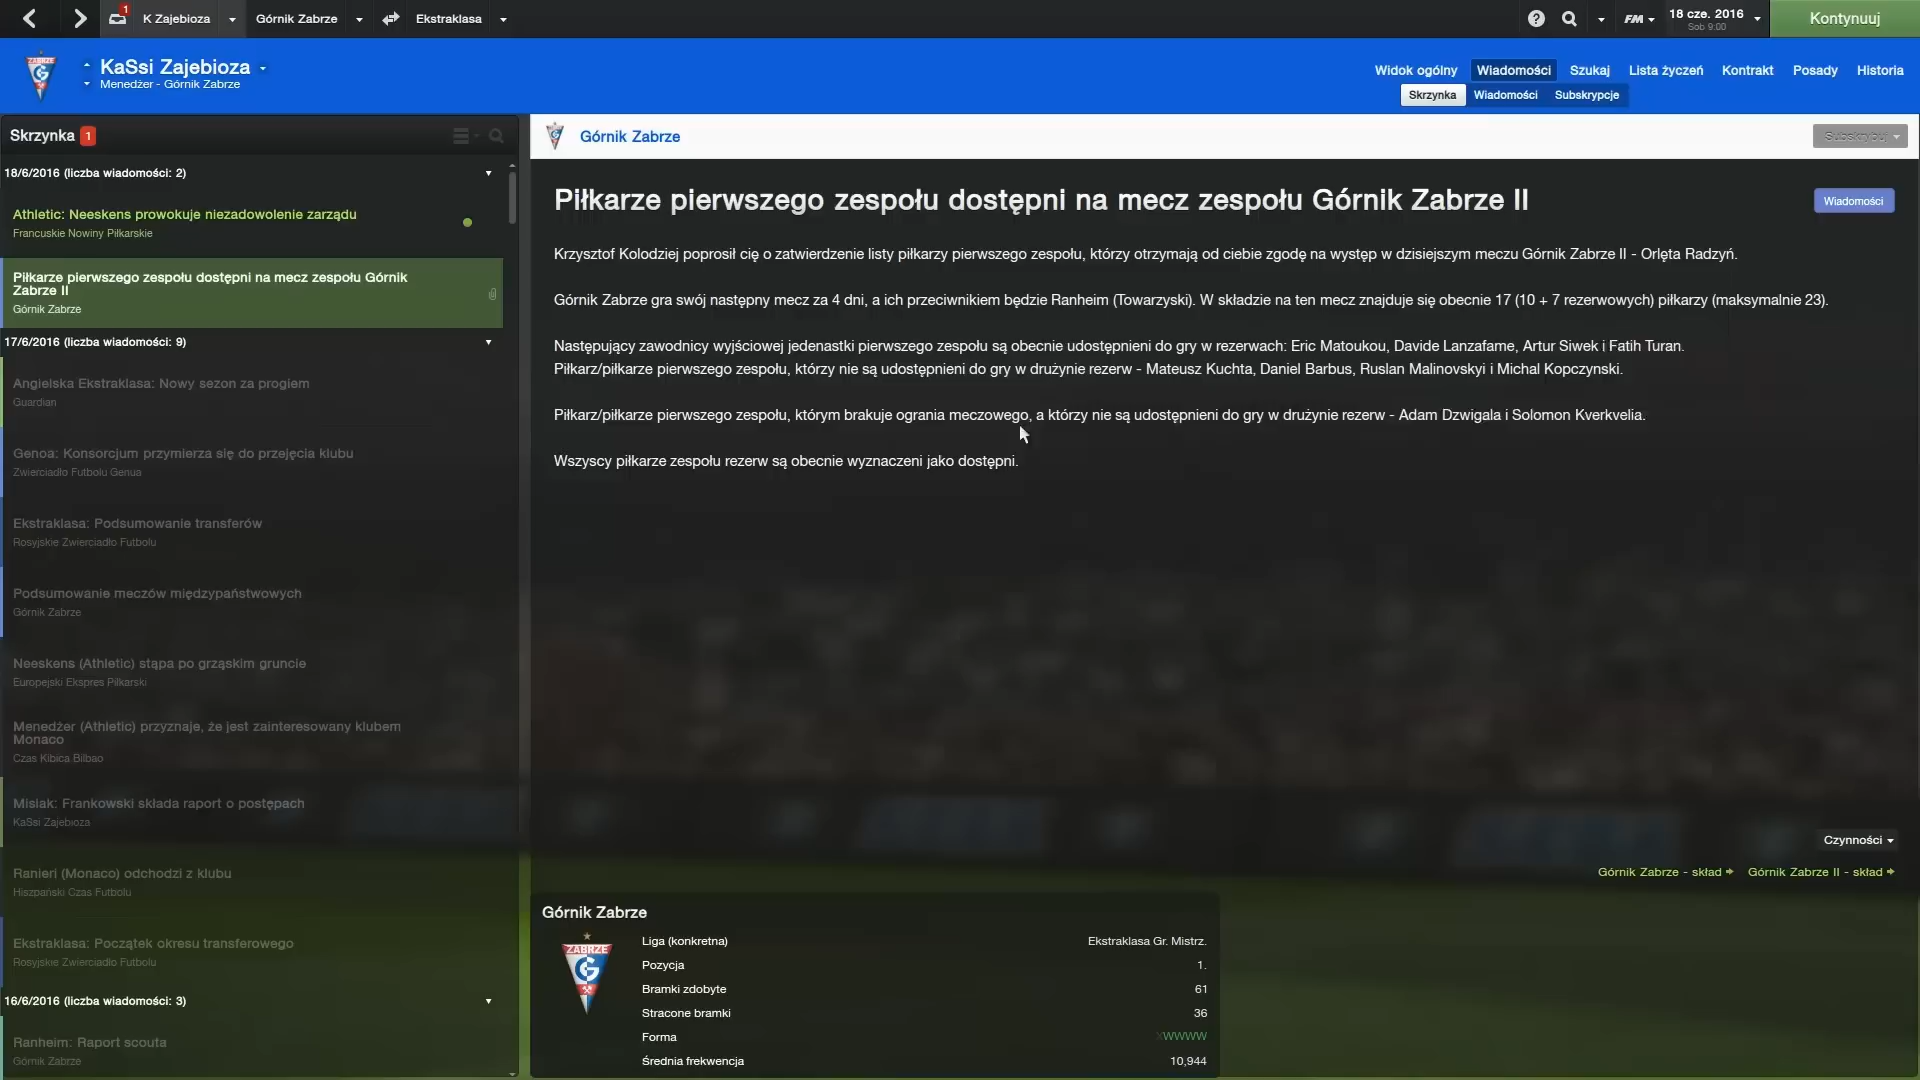 1
K Zajebioza
Górnik Zabrze
Ekstraklasa
FM
18 cze. 2016
Sob 9:00
Kontynuuj
KaSsi Zajebioza
Menedżer - Górnik Zabrze
Widok ogólny
Wiadomości
Szukaj
Lista życzeń
Kontrakt
Posady
Historia
Skrzynka
Wiadomości
Subskrypcje
Skrzynka 1
18/6/2016 (liczba wiadomości: 2)
Athletic: Neeskens prowokuje niezadowolenie zarządu
Francuskie Nowiny Piłkarskie
Piłkarze pierwszego zespołu dostępni na mecz zespołu Górnik
Zabrze II
Górnik Zabrze
17/6/2016 (liczba wiadomości: 9)
Angielska Ekstraklasa: Nowy sezon za progiem
Guardian
Genoa: Konsorcjum przymierza się do przejęcia klubu
Zwierciadło Futbolu Genua
Ekstraklasa: Podsumowanie transferów
Rosyjskie Zwierciadło Futbolu
Podsumowanie meczów międzypaństwowych
Górnik Zabrze
Neeskens (Athletic) stąpa po grząskim gruncie
Europejski Ekspres Piłkarski
Menedżer (Athletic) przyznaje, że jest zainteresowany klubem
Monaco
Czas Kibica Bilbao
Misiak: Frankowski składa raport o postępach
KaSsi Zajebioza
Ranieri (Monaco) odchodzi z klubu
Hiszpański Czas Futbolu
Ekstraklasa: Początek okresu transferowego
Rosyjskie Zwierciadło Futbolu
16/6/2016 (liczba wiadomości: 3)
Ranheim: Raport scouta
Górnik Zabrze
Górnik Zabrze
Subskrybuj
Piłkarze pierwszego zespołu dostępni na mecz zespołu Górnik Zabrze II
Wiadomości
Krzysztof Kolodziej poprosił cię o zatwierdzenie listy piłkarzy pierwszego zespołu, którzy otrzymają od ciebie zgodę na występ w dzisiejszym meczu Górnik Zabrze II - Orlęta Radzyń.
Górnik Zabrze gra swój następny mecz za 4 dni, a ich przeciwnikiem będzie Ranheim (Towarzyski). W składzie na ten mecz znajduje się obecnie 17 (10 + 7 rezerwowych) piłkarzy (maksymalnie 23).
Następujący zawodnicy wyjściowej jedenastki pierwszego zespołu są obecnie udostępnieni do gry w rezerwach: Eric Matoukou, Davide Lanzafame, Artur Siwek i Fatih Turan.
Piłkarz/piłkarze pierwszego zespołu, którzy nie są udostępnieni do gry w drużynie rezerw - Mateusz Kuchta, Daniel Barbus, Ruslan Malinovskyi i Michal Kopczynski.
Piłkarz/piłkarze pierwszego zespołu, którym brakuje ogrania meczowego, a którzy nie są udostępnieni do gry w drużynie rezerw - Adam Dzwigala i Solomon Kverkvelia.
Wszyscy piłkarze zespołu rezerw są obecnie wyznaczeni jako dostępni.
Czynności
Górnik Zabrze - skład
Górnik Zabrze II - skład
Górnik Zabrze
ZABRZE
Liga (konkretna) Ekstraklasa Gr. Mistrz.
Pozycja 1.
Bramki zdobyte 61
Stracone bramki 36
Forma XWWWW
Średnia frekwencja 10,944